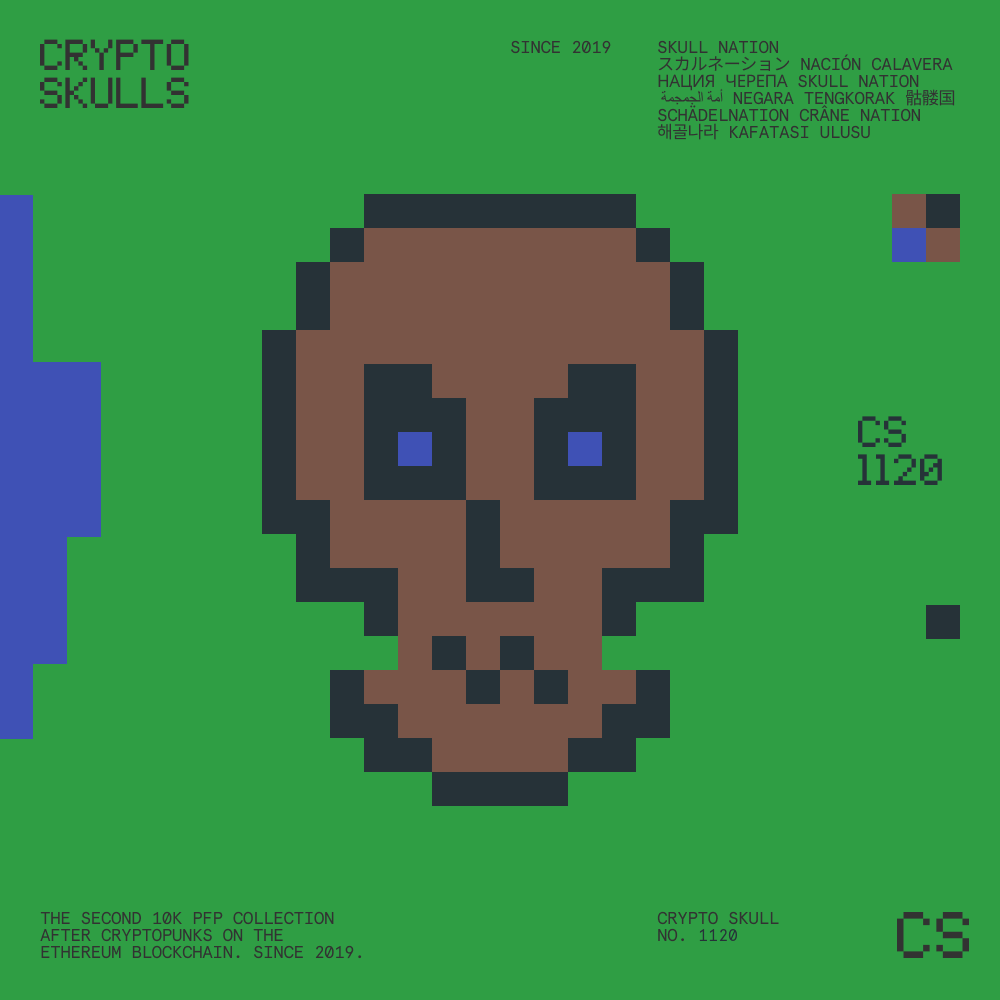 CRYPTO
SKULLS
SINCE 2019
SKULL NATION
スカルネーション NACIÓN CALAVERA
НАЦИЯ ЧЕРЕПА SKULL NATION
أمة الجمجمة NEGARA TENGKORAK 骷髅国
SCHÄDELNATION CRÂNE NATION
해골나라 KAFATASI ULUSU
CS
1120
THE SECOND 10K PFP COLLECTION
AFTER CRYPTOPUNKS ON THE
ETHEREUM BLOCKCHAIN. SINCE 2019.
CRYPTO SKULL
NO. 1120
CS